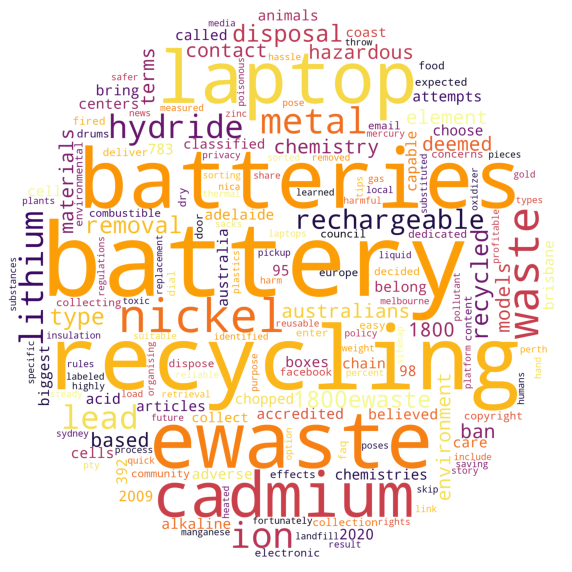 media
animals
called disposal coast
throw
safer contact laptop hazardous food
bring terms poisonous expected
centers news measured zinc pose attempts
fired hydride metal element
drums classified chemistry email mercury choose
deliver 783 privacy sorted removed deemed
materials environmental cell sorting share gas capable concerns pieces
nica tips local substituted gold
plants combustible dry batteries harmful oxidizer types
thermal learned
removal adelaide door sacks council rechargeable
lithium regulations replacement australia laptops dedicated profitable
substances toxic dial plastics pickup europe liquid decided recycled waste brisbane
collecting harm battery 95 belong pollutant models
insulation type nickel reusable melbourne australians
specific suitable identified easy policy enter 1800 platform content perth
biggest rules labeled organising recycling boxes weight chain 98 hand
highly acid load dispose purpose facebook percent humans
lead articles future retrieval chopped 1800ewaste accredited believed copyright
sydney based collect ban
cells process quick ewaste option faq environment care include
pty 392 community adverse effects poses chemistries rights saving
2009 heated cadmium skip link story
alkaline fortunately collection 2020
manganese ion landfill
electronic result